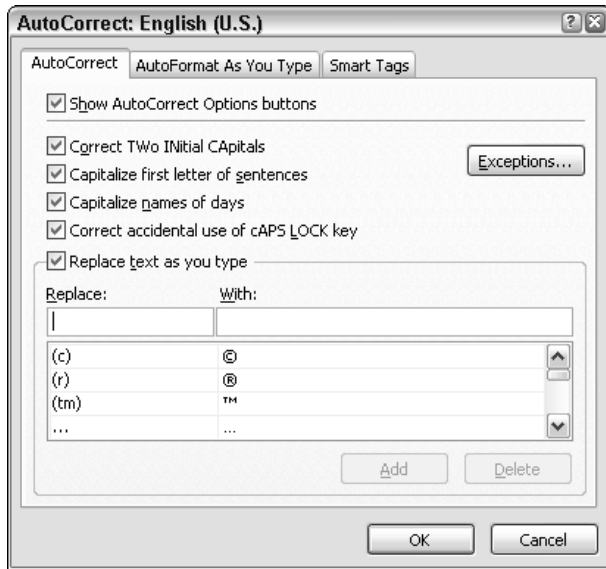 AutoCorrect: English (U.S.)
AutoCorrect AutoFormat As You Type Smart Tags
Show AutoCorrect Options buttons
Correct TWo INitial CApitals
Exceptions...
Capitalize first letter of sentences
Capitalize names of days
Correct accidental use of cAPS LOCK key
Replace text as you type
Replace: With:
(c) ©
(r) ®
(tm) ™
... …
Add Delete
OK Cancel